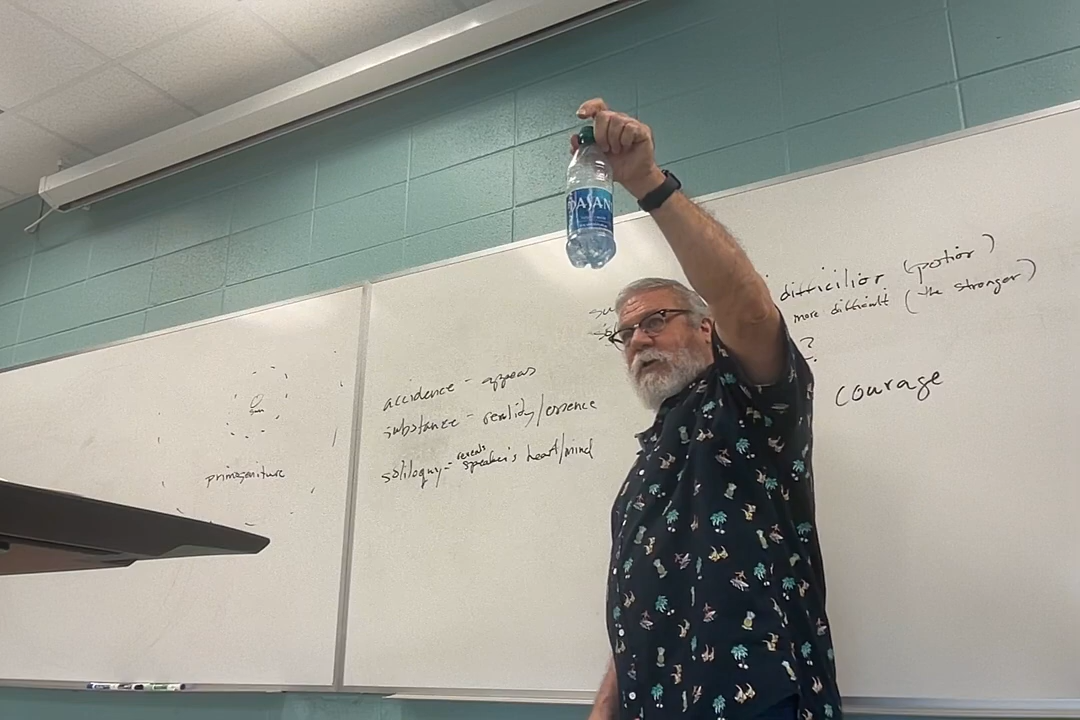 primogeniture
accidence - appears
substance - reality/essence
soliloquy - reveals speaker's heart/mind
difficilior (potior)
more difficult (the stronger)
?
courage
DASANI